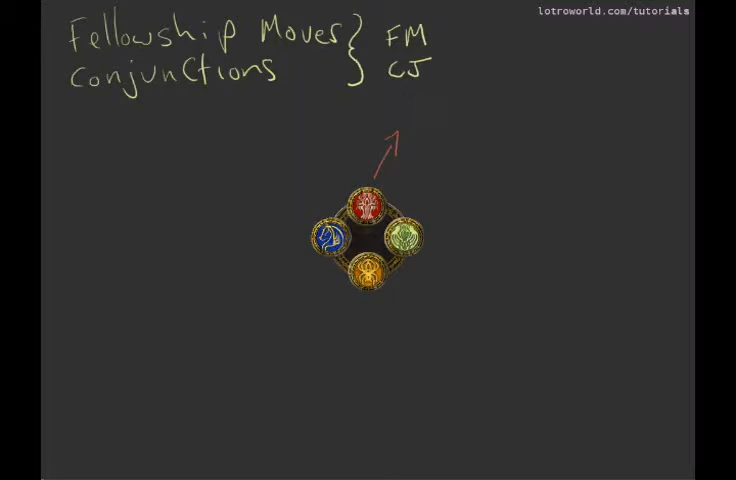 lotroworld.com/tutorials
Fellowship Moves } FM
Conjunctions } CJ